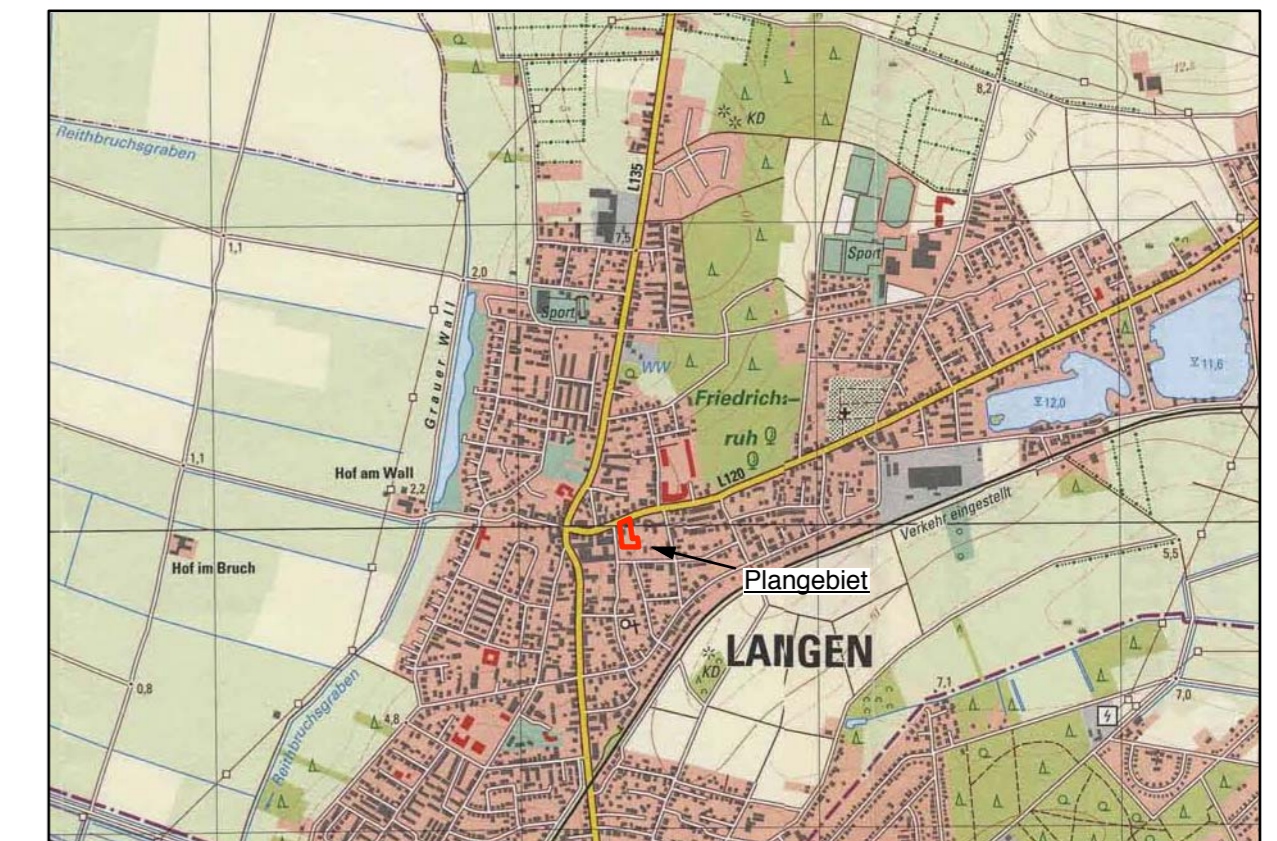 12,5
8,2
KD
Reithbruchsgraben
L135
7,5
1,1
Sport
2,0
Sport
Grauer Wall
WW
11,6
Friedrichs-
12,0
ruh
L120
1,1
Hof am Wall
2,2
Verkehr eingestellt
5,5
Hof im Bruch
Plangebiet
LANGEN
KD
7,1
0,8
7,0
4,8
Reithbruchsgraben